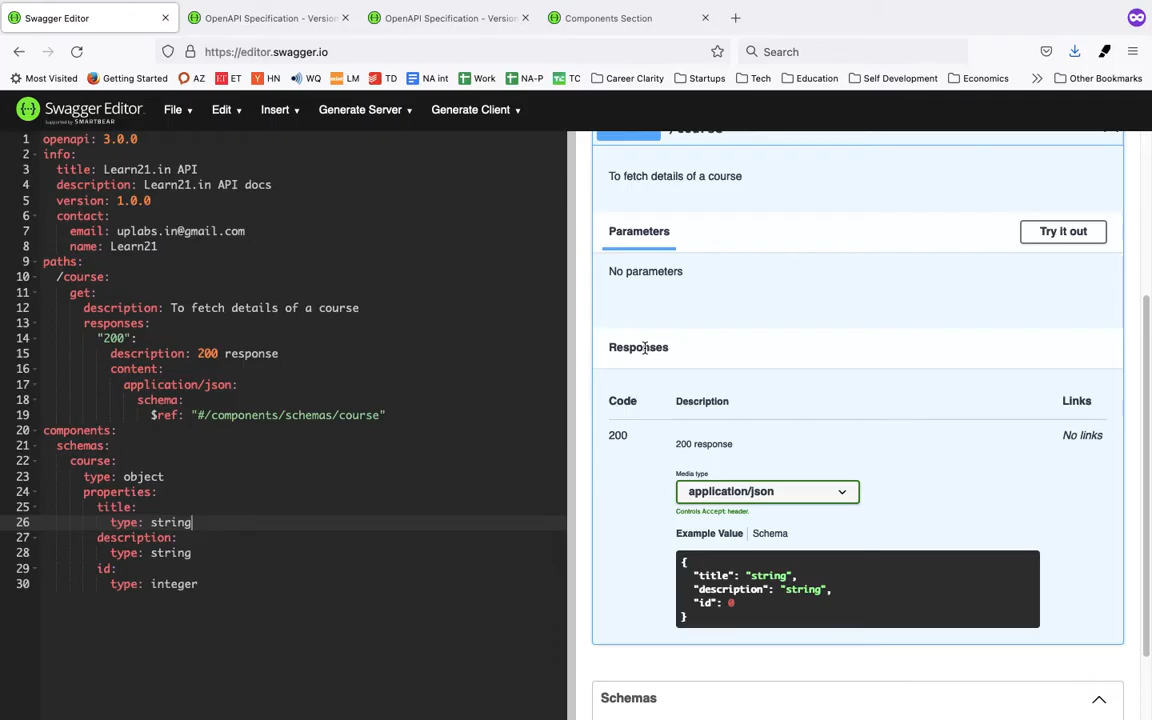 Swagger Editor
OpenAPI Specification - Version
OpenAPI Specification - Version
Components Section
https://editor.swagger.io
Search
Most Visited
Getting Started
AZ
ET
HN
WQ
LM
TD
NA int
Work
NA-P
TC
Career Clarity
Startups
Tech
Education
Self Development
Economics
Other Bookmarks
Swagger Editor
Supported by SMARTBEAR
File
Edit
Insert
Generate Server
Generate Client
1 openapi: 3.0.0
2 info:
3 title: Learn21.in API
4 description: Learn21.in API docs
5 version: 1.0.0
6 contact:
7 email: uplabs.in@gmail.com
8 name: Learn21
9 paths:
10 /course:
11 get:
12 description: To fetch details of a course
13 responses:
14 "200":
15 description: 200 response
16 content:
17 application/json:
18 schema:
19 $ref: "#/components/schemas/course"
20 components:
21 schemas:
22 course:
23 type: object
24 properties:
25 title:
26 type: string
27 description:
28 type: string
29 id:
30 type: integer
/course
To fetch details of a course
Parameters
Try it out
No parameters
Responses
Code
Description
Links
200
200 response
No links
Media type
application/json
Controls Accept header.
Example Value
Schema
{
"title": "string",
"description": "string",
"id": 0
}
Schemas